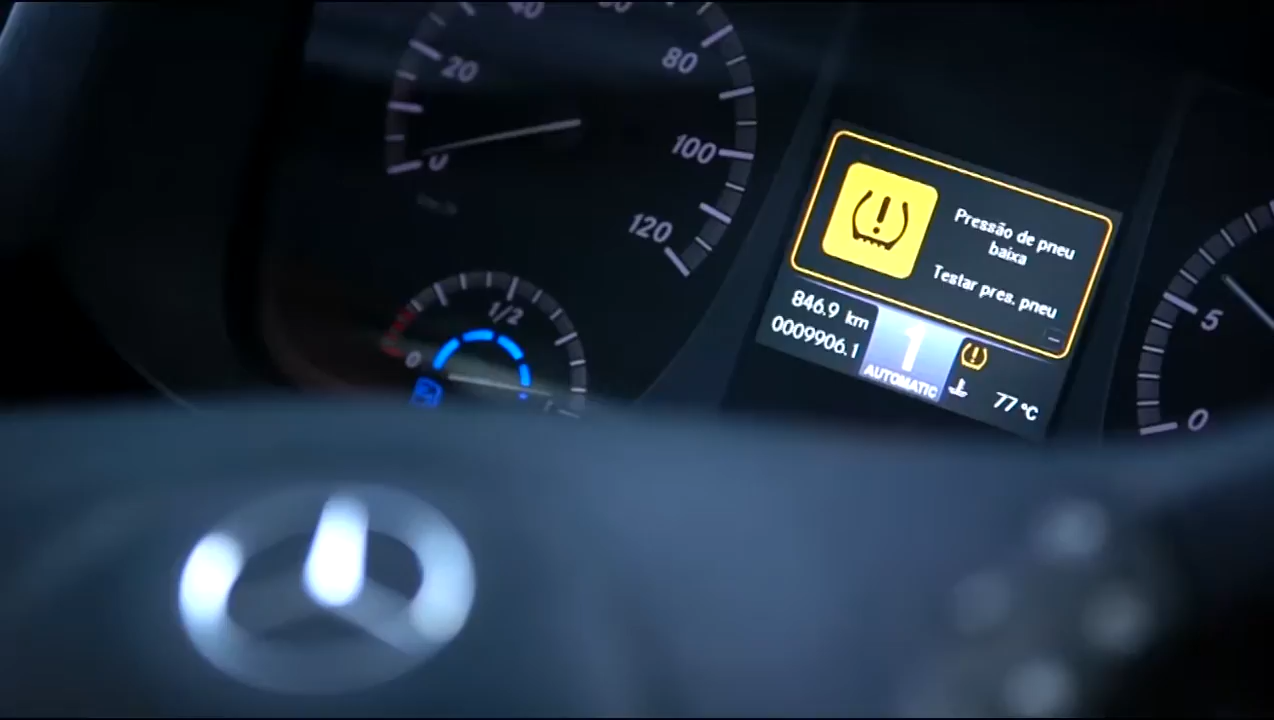 20
80
100
120
0
1/2
0
1
Pressão de pneu
baixa
Testar pres. pneu
846.9 km
0009906.1
1
AUTOMATIC
77 °C
5
0